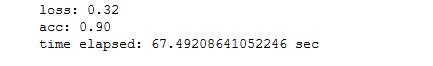 loss: 0.32
acc: 0.90
time elapsed: 67.49208641052246 sec